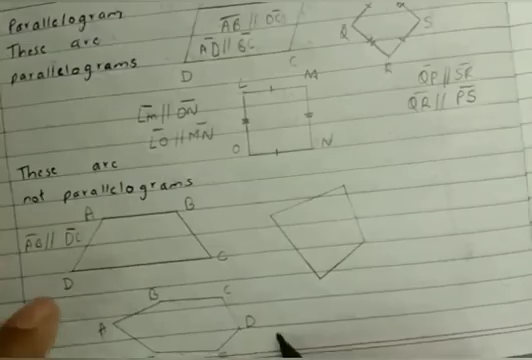 Parallelogram
These are
parallelograms
AB // DC
AD // BC
D C
Q S
R
QP // SR
QR // PS
LM // ON
LO // MN
L M
O N
These are
not parallelograms
A B
AB // DC
D C
B C
A D